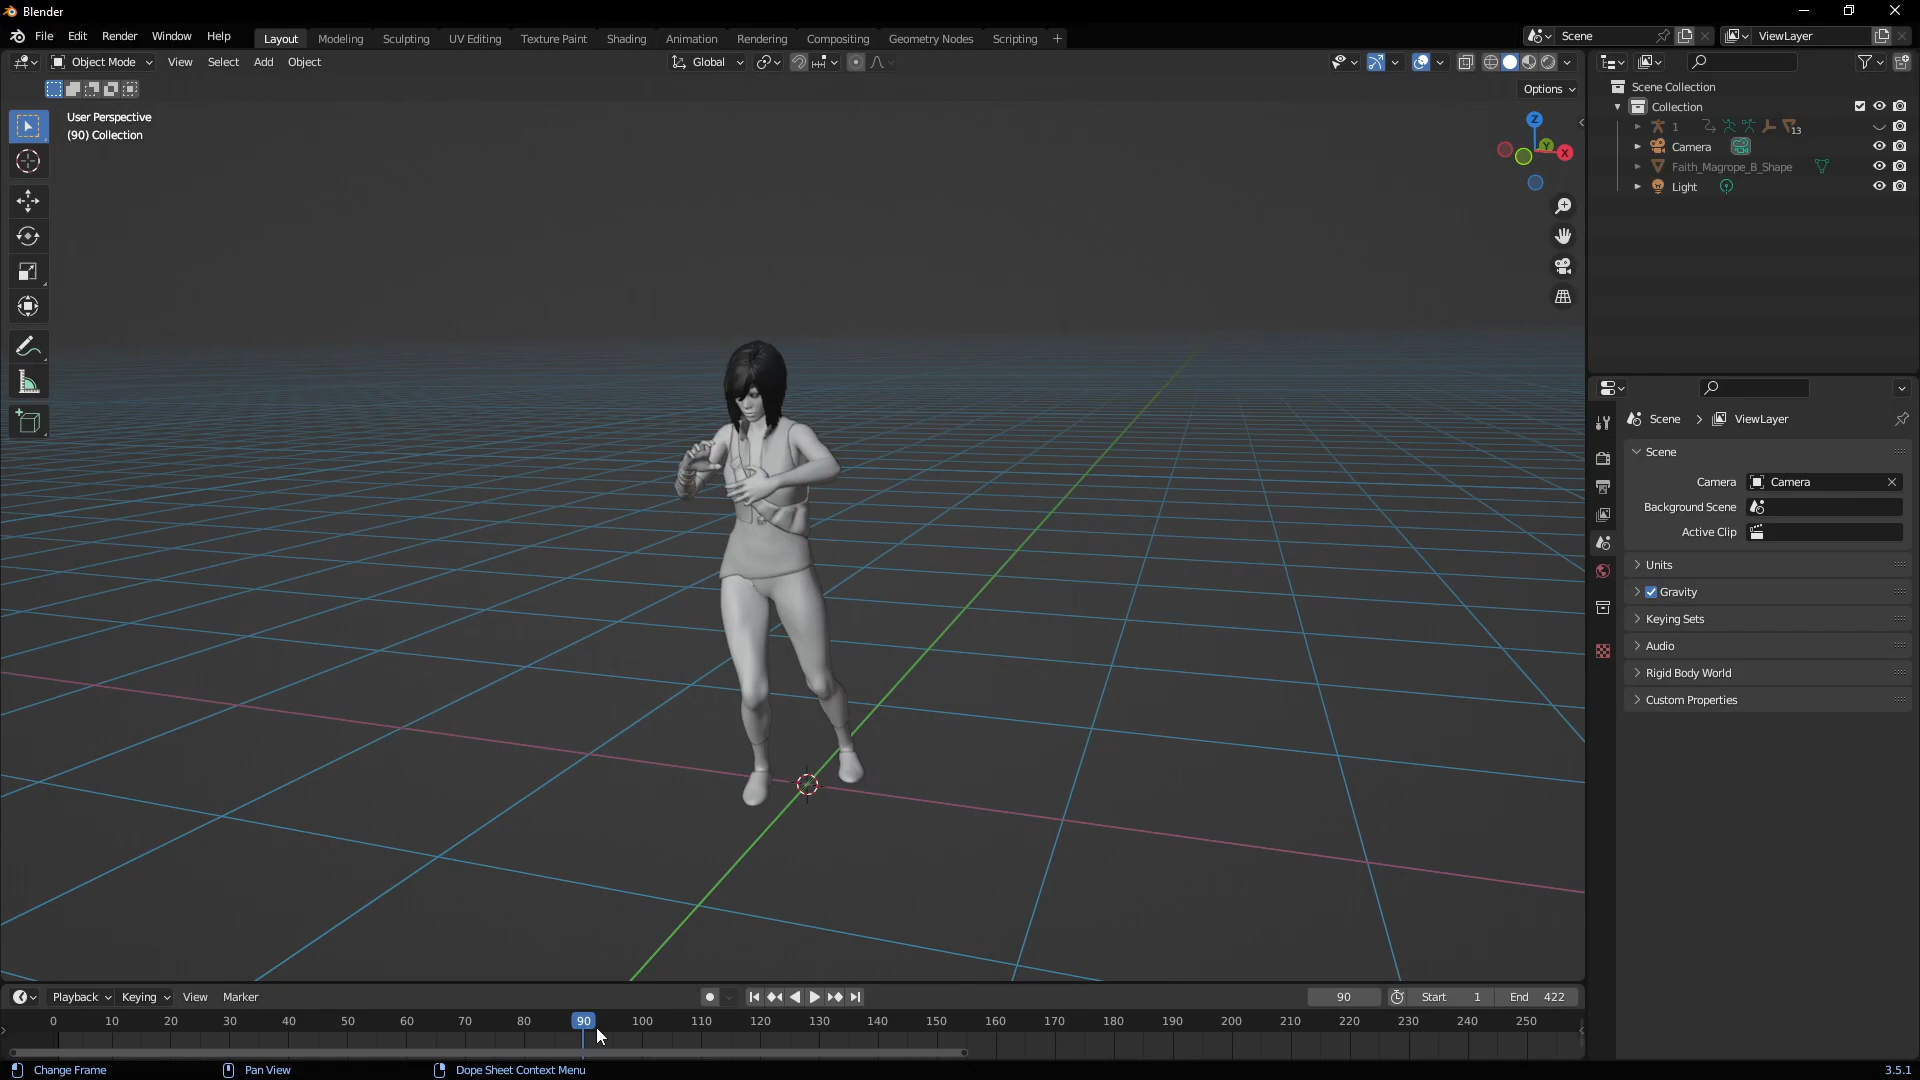 Blender
File Edit Render Window Help Layout Modeling Sculpting UV Editing Texture Paint Shading Animation Rendering Compositing Geometry Nodes Scripting + Scene ViewLayer
Object Mode View Select Add Object Global
Options
User Perspective
(90) Collection
Z
Y
X
Scene Collection
Collection
1 13
Camera
Faith_Magrope_B_Shape
Light
Scene > ViewLayer
Scene
Camera Camera
Background Scene
Active Clip
Units
Gravity
Keying Sets
Audio
Rigid Body World
Custom Properties
Playback Keying View Marker 90 Start 1 End 422
0 10 20 30 40 50 60 70 80 90 100 110 120 130 140 150 160 170 180 190 200 210 220 230 240 250
Change Frame Pan View Dope Sheet Context Menu 3.5.1